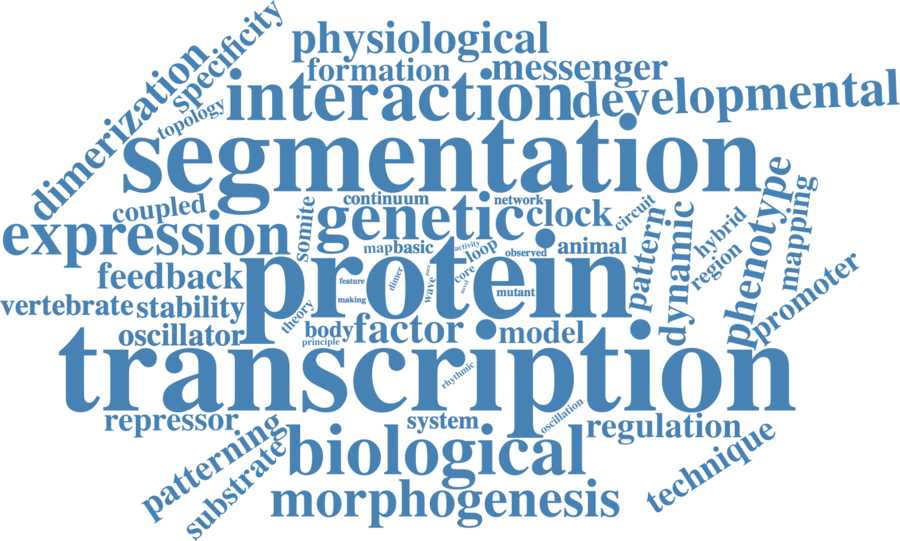 physiological
specificity
formation
messenger
dimerization
topology
interaction
developmental
segmentation
coupled
continuum
network
somite
genetic
clock
circuit
pattern
dynamic
hybrid
phenotype
mapping
expression
map
basic
activity
loop
observed
animal
region
feedback
feature
dimer
wave
pace
core
novel
mutant
protein
promoter
vertebrate
stability
making
theory
oscillator
body
factor
model
principle
transcription
rhythmic
repressor
system
oscillation
regulation
patterning
substrate
biological
technique
morphogenesis